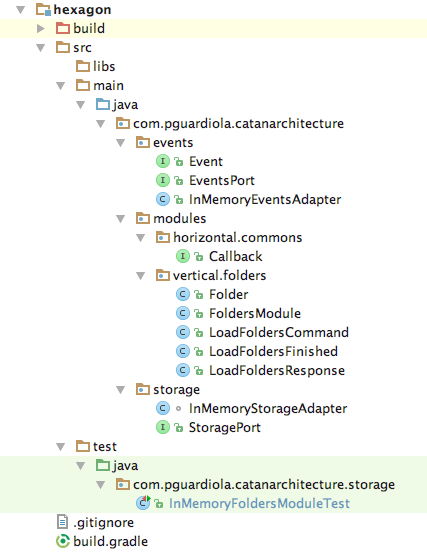 hexagon
build
src
libs
main
java
com.pguardiola.catanarchitecture
events
Event
EventsPort
InMemoryEventsAdapter
modules
horizontal.commons
Callback
vertical.folders
Folder
FoldersModule
LoadFoldersCommand
LoadFoldersFinished
LoadFoldersResponse
storage
InMemoryStorageAdapter
StoragePort
test
java
com.pguardiola.catanarchitecture.storage
InMemoryFoldersModuleTest
.gitignore
build.gradle